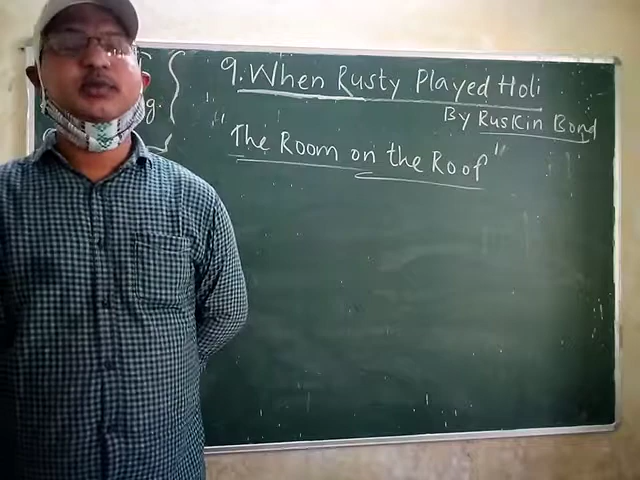 9. When Rusty Played Holi
By Ruskin Bond
"The Room on the Roof"